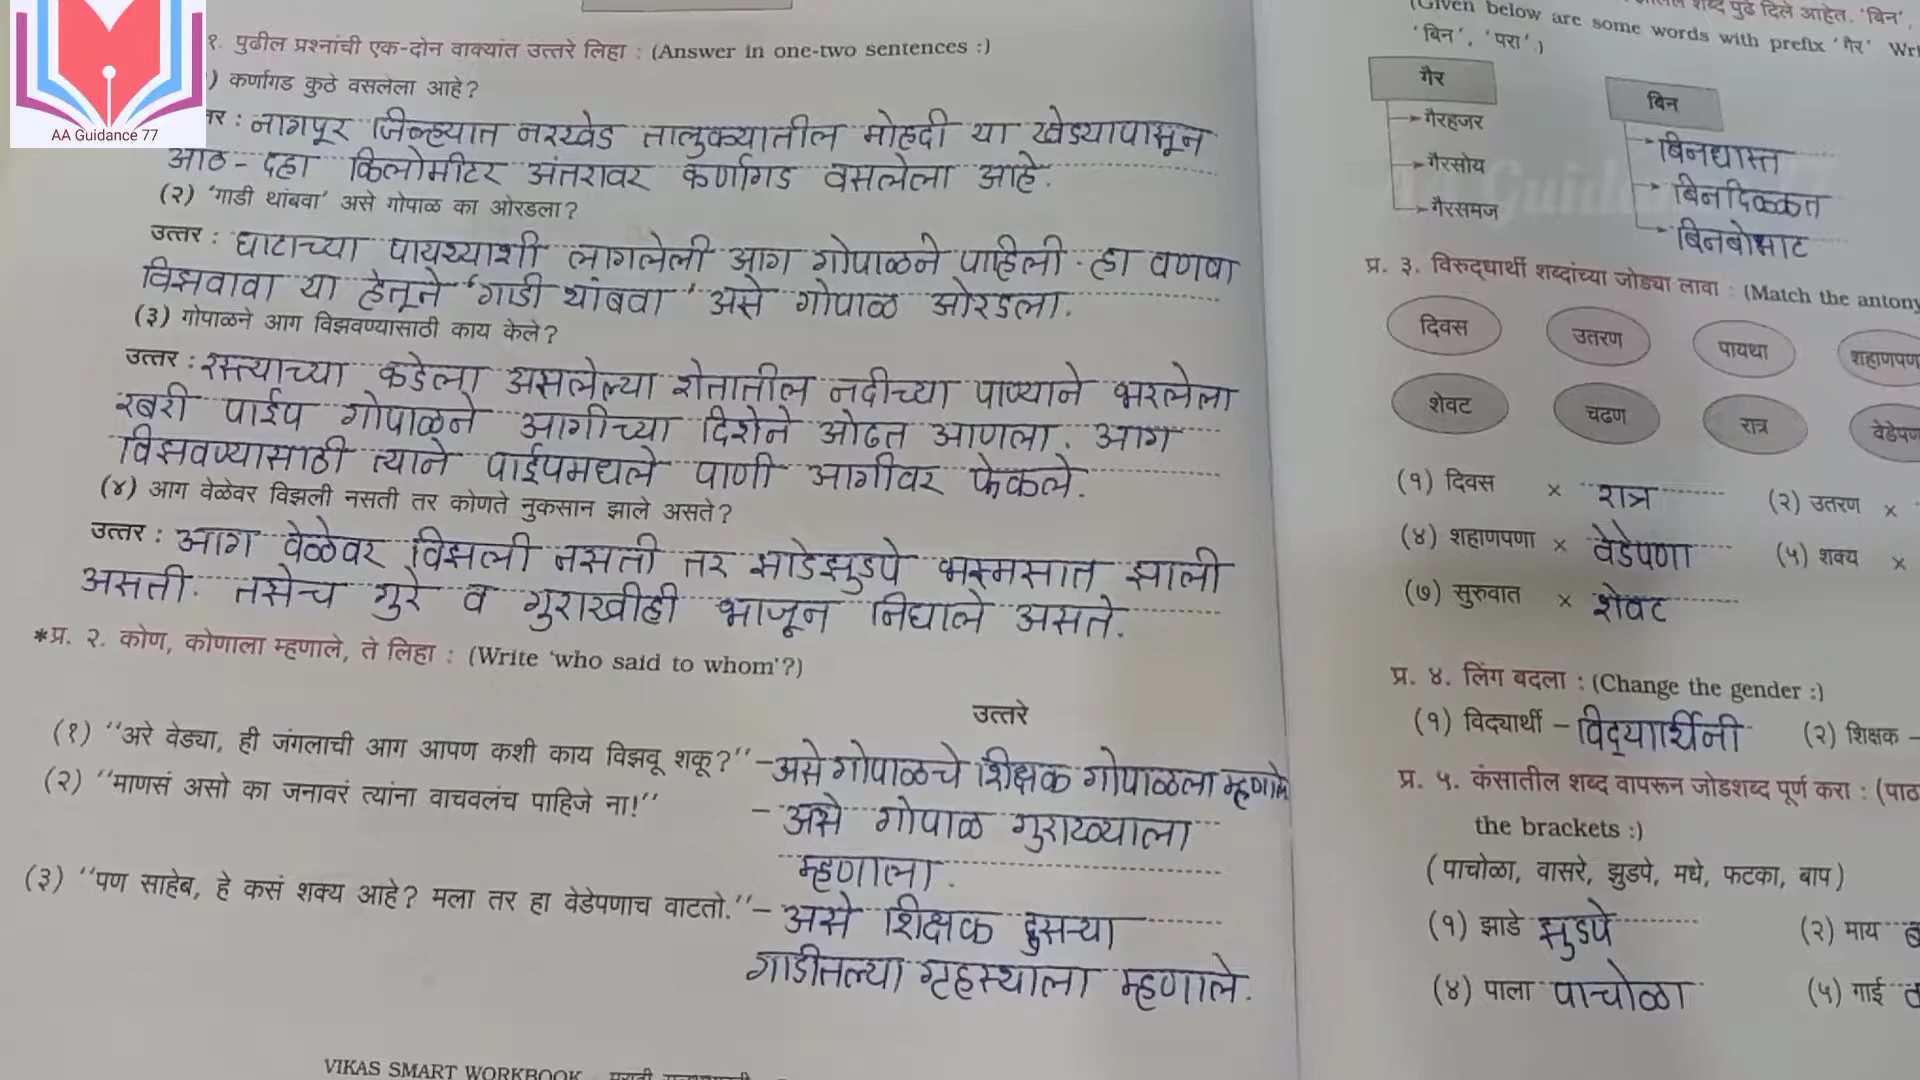 AA Guidance 77
१. पुढील प्रश्नांची एक-दोन वाक्यांत उत्तरे लिहा : (Answer in one-two sentences :)
) कर्णागड कुठे वसलेला आहे?
तर : नागपूर जिल्ह्यात नरखेड तालुक्यातील मोहदी या खेड्यापासून
आठ - दहा किलोमीटर अंतरावर कर्णागड वसलेला आहे.
(२) 'गाडी थांबवा' असे गोपाळ का ओरडला?
उत्तर : घाटाच्या पायथ्याशी लागलेली आग गोपाळने पाहिली. हा वणवा
विझवावा या हेतूने 'गाडी थांबवा' असे गोपाळ ओरडला.
(३) गोपाळने आग विझवण्यासाठी काय केले?
उत्तर : रस्त्याच्या कडेला असलेल्या शेतातील नदीच्या पाण्याने भरलेला
रबरी पाईप गोपाळने आगीच्या दिशेने ओढत आणला. आग
विझवण्यासाठी त्याने पाईपमधले पाणी आगीवर फेकले.
(४) आग वेळेवर विझली नसती तर कोणते नुकसान झाले असते?
उत्तर : आग वेळेवर विझली नसती तर झाडेझुडपे भस्मसात झाली
असती. तसेच गुरे व गुराखीही भाजून निघाले असते.
*प्र. २. कोण, कोणाला म्हणाले, ते लिहा : (Write 'who said to whom'?)
उत्तरे
(१) "अरे वेड्या, ही जंगलाची आग आपण कशी काय विझवू शकू?" - असे गोपाळचे शिक्षक गोपाळला म्हणाले
(२) "माणसं असो का जनावरं त्यांना वाचवलंच पाहिजे ना!" - असे गोपाळ गुराख्याला
म्हणाला.
(३) "पण साहेब, हे कसं शक्य आहे? मला तर हा वेडेपणाच वाटतो." - असे शिक्षक दुसऱ्या
गाडीतल्या गृहस्थाला म्हणाले.
VIKAS SMART WORKBOOK
शब्द पुढे दिले आहेत. 'बिन',
(Given below are some words with prefix 'गैर' Wri
'बिन', 'परा'.)
गैर
गैरहजर
गैरसोय
गैरसमज
बिन
बिनधास्त
बिनदिक्कत
बिनबोभाट
प्र. ३. विरुद्धार्थी शब्दांच्या जोड्या लावा : (Match the antony
दिवस उतरण पायथा शहाणपण
शेवट चढण रात्र वेडेपण
(१) दिवस × रात्र (२) उतरण ×
(४) शहाणपणा × वेडेपणा (५) शक्य ×
(७) सुरुवात × शेवट
प्र. ४. लिंग बदला : (Change the gender :)
(१) विद्यार्थी - विद्यार्थिनी (२) शिक्षक -
प्र. ५. कंसातील शब्द वापरून जोडशब्द पूर्ण करा : (पाठ
the brackets :)
(पाचोळा, वासरे, झुडपे, मधे, फटका, बाप)
(१) झाडे झुडपे (२) माय
(४) पाला पाचोळा (५) गाई